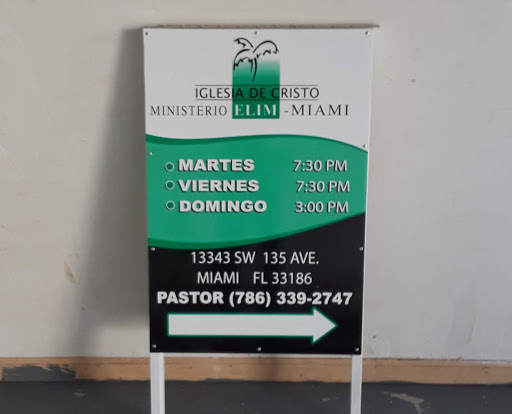 IGLESIA DE CRISTO
MINISTERIO ELIM - MIAMI
MARTES 7:30 PM
VIERNES 7:30 PM
DOMINGO 3:00 PM
13343 SW 135 AVE.
MIAMI FL 33186
PASTOR (786) 339-2747